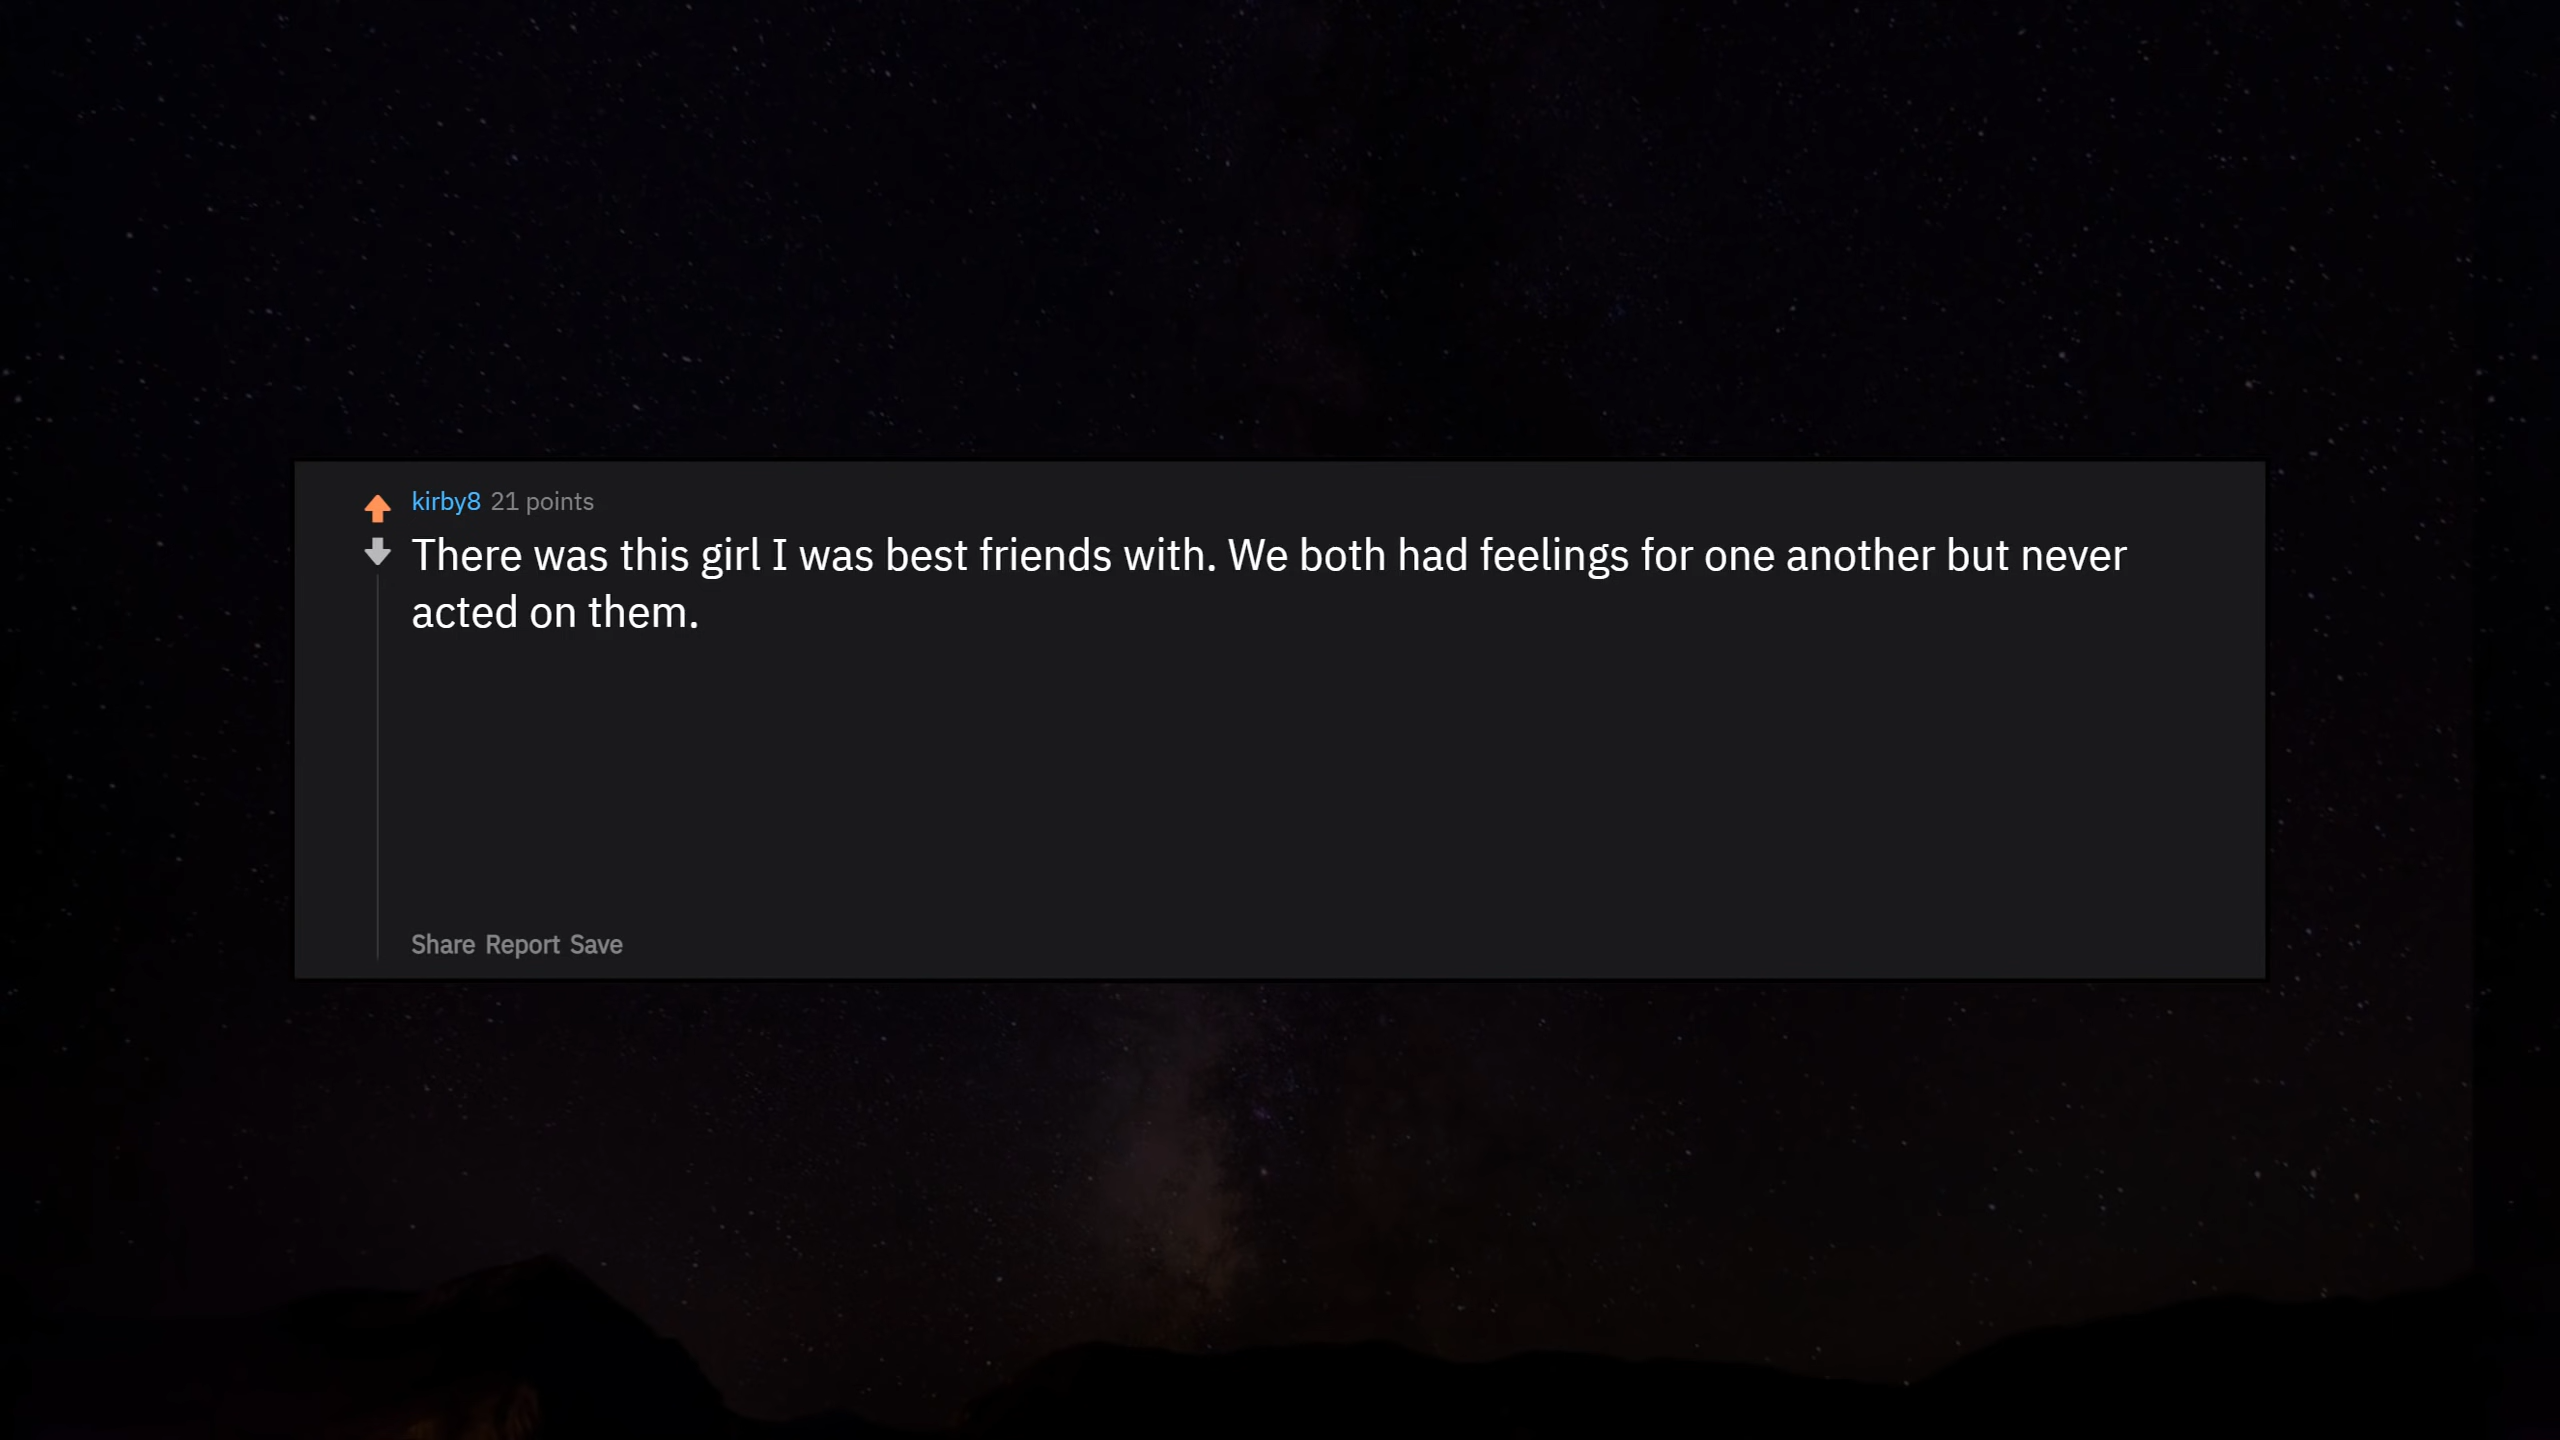 kirby8 21 points
There was this girl I was best friends with. We both had feelings for one another but never
acted on them.
Share Report Save